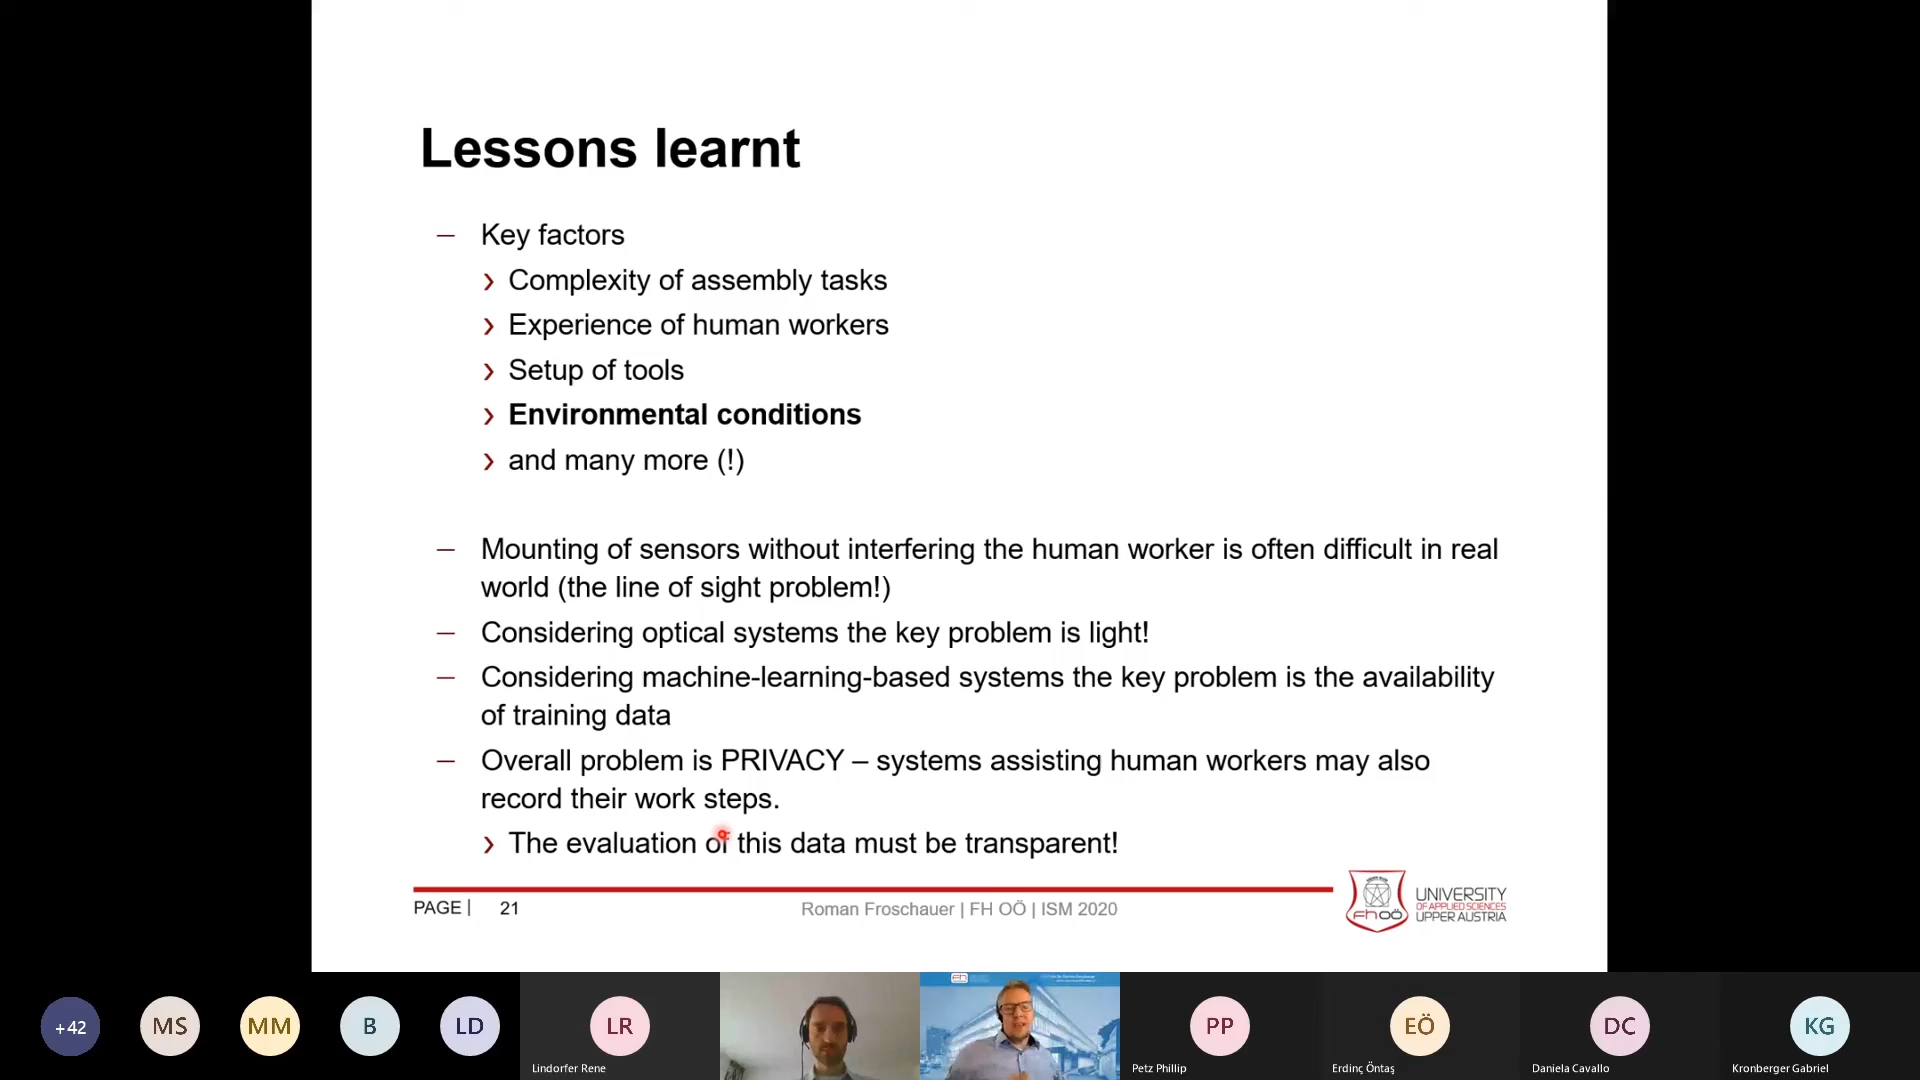 Lessons learnt
– Key factors
› Complexity of assembly tasks
› Experience of human workers
› Setup of tools
› Environmental conditions
› and many more (!)
– Mounting of sensors without interfering the human worker is often difficult in real
world (the line of sight problem!)
– Considering optical systems the key problem is light!
– Considering machine-learning-based systems the key problem is the availability
of training data
– Overall problem is PRIVACY – systems assisting human workers may also
record their work steps.
› The evaluation of this data must be transparent!
PAGE | 21
Roman Froschauer | FH OÖ | ISM 2020
fhoö
UNIVERSITY
OF APPLIED SCIENCES
UPPER AUSTRIA
+42
MS
MM
B
LD
LR
PP
EÖ
DC
KG
Lindorfer Rene
Petz Phillip
Erdinç Öntaş
Daniela Cavallo
Kronberger Gabriel